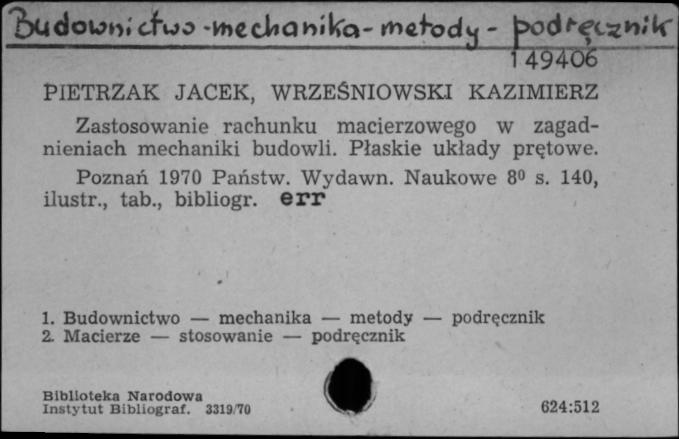 Budownictwo-mechanika-metody-podręcznik
149406
PIETRZAK JACEK, WRZEŚNIOWSKI KAZIMIERZ
Zastosowanie rachunku macierzowego w zagad-
nieniach mechaniki budowli. Płaskie układy prętowe.
Poznań 1970 Państw. Wydawn. Naukowe 8⁰ s. 140,
ilustr., tab., bibliogr. err
1. Budownictwo — mechanika — metody — podręcznik
2. Macierze — stosowanie — podręcznik
Biblioteka Narodowa
Instytut Bibliograf. 3319/70
624:512